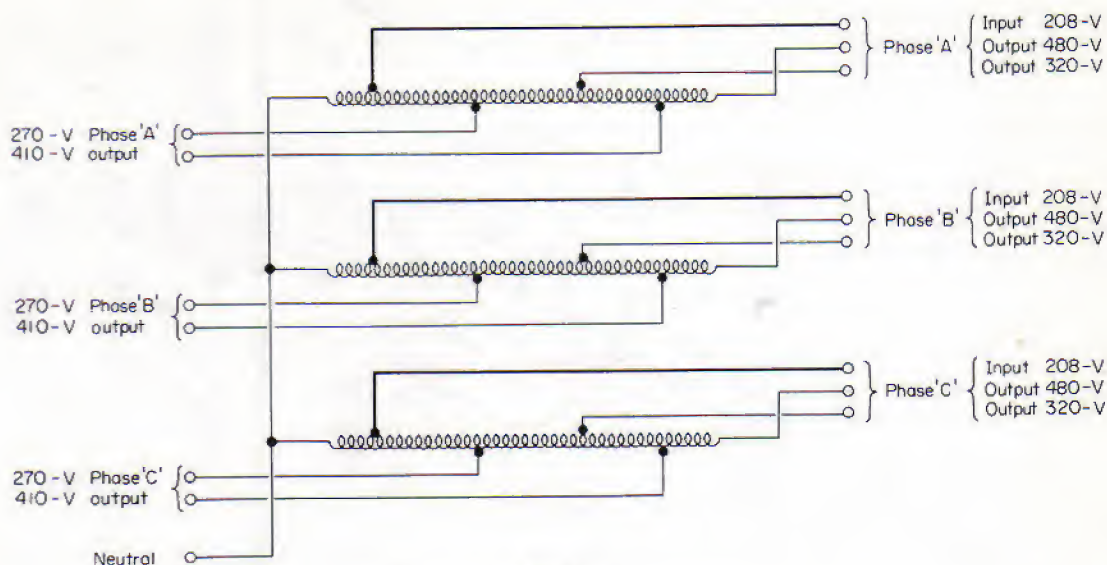 Input 208-V
Phase 'A' Output 480-V
Output 320-V
270-V Phase 'A'
410-V output
Input 208-V
Phase 'B' Output 480-V
Output 320-V
270-V Phase 'B'
410-V output
Input 208-V
Phase 'C' Output 480-V
Output 320-V
270-V Phase 'C'
410-V output
Neutral